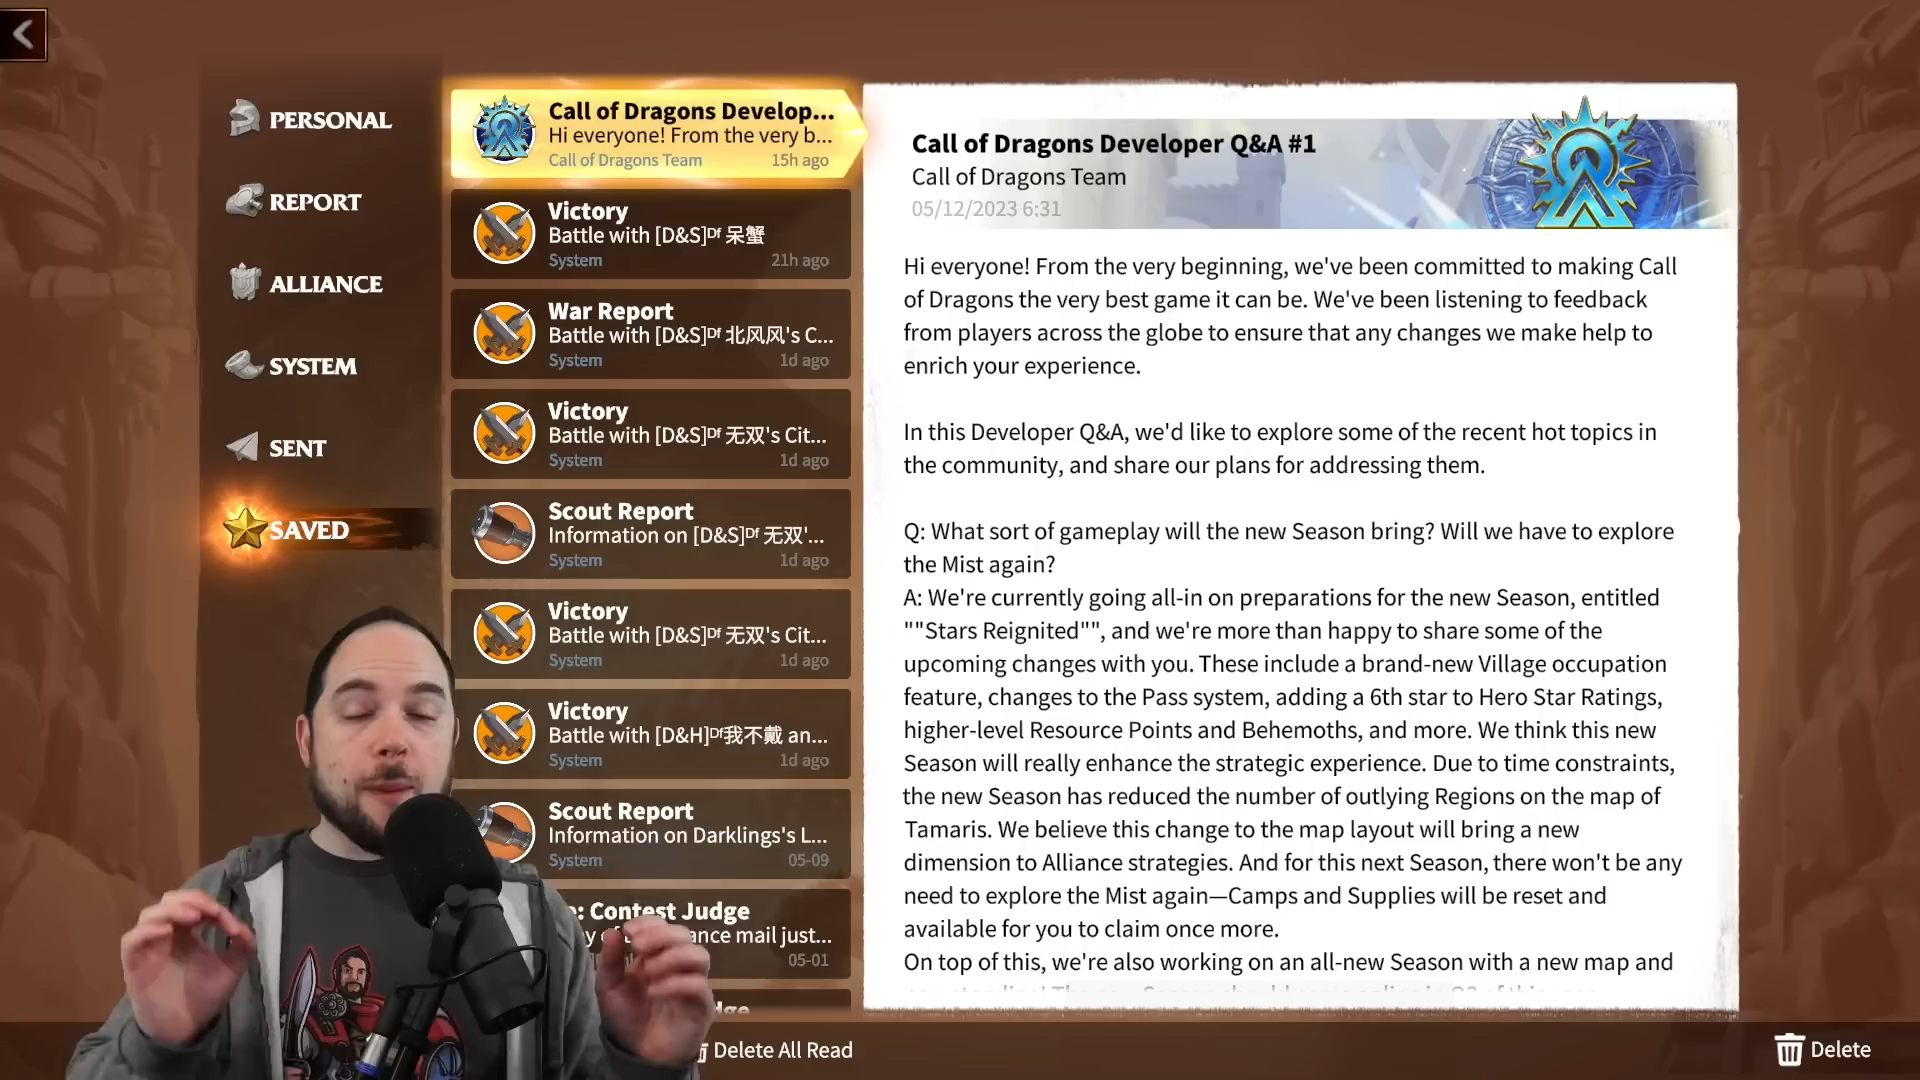 PERSONAL
REPORT
ALLIANCE
SYSTEM
SENT
SAVED
Call of Dragons Develop...
Hi everyone! From the very b...
Call of Dragons Team 15h ago
Victory
Battle with [D&S]ᴰᶠ 呆蟹
System 21h ago
War Report
Battle with [D&S]ᴰᶠ 北风风's C...
System 1d ago
Victory
Battle with [D&S]ᴰᶠ 无双's Cit...
System 1d ago
Scout Report
Information on [D&S]ᴰᶠ 无双'...
System 1d ago
Victory
Battle with [D&S]ᴰᶠ 无双's Cit...
System 1d ago
Victory
Battle with [D&H]ᴰᶠ我不戴 an...
System 1d ago
Scout Report
Information on Darklings's L...
System 05-09
: Contest Judge
mail just...
05-01
Delete All Read
Call of Dragons Developer Q&A #1
Call of Dragons Team
05/12/2023 6:31
Hi everyone! From the very beginning, we've been committed to making Call
of Dragons the very best game it can be. We've been listening to feedback
from players across the globe to ensure that any changes we make help to
enrich your experience.
In this Developer Q&A, we'd like to explore some of the recent hot topics in
the community, and share our plans for addressing them.
Q: What sort of gameplay will the new Season bring? Will we have to explore
the Mist again?
A: We're currently going all-in on preparations for the new Season, entitled
""Stars Reignited"", and we're more than happy to share some of the
upcoming changes with you. These include a brand-new Village occupation
feature, changes to the Pass system, adding a 6th star to Hero Star Ratings,
higher-level Resource Points and Behemoths, and more. We think this new
Season will really enhance the strategic experience. Due to time constraints,
the new Season has reduced the number of outlying Regions on the map of
Tamaris. We believe this change to the map layout will bring a new
dimension to Alliance strategies. And for this next Season, there won't be any
need to explore the Mist again—Camps and Supplies will be reset and
available for you to claim once more.
On top of this, we're also working on an all-new Season with a new map and
Delete